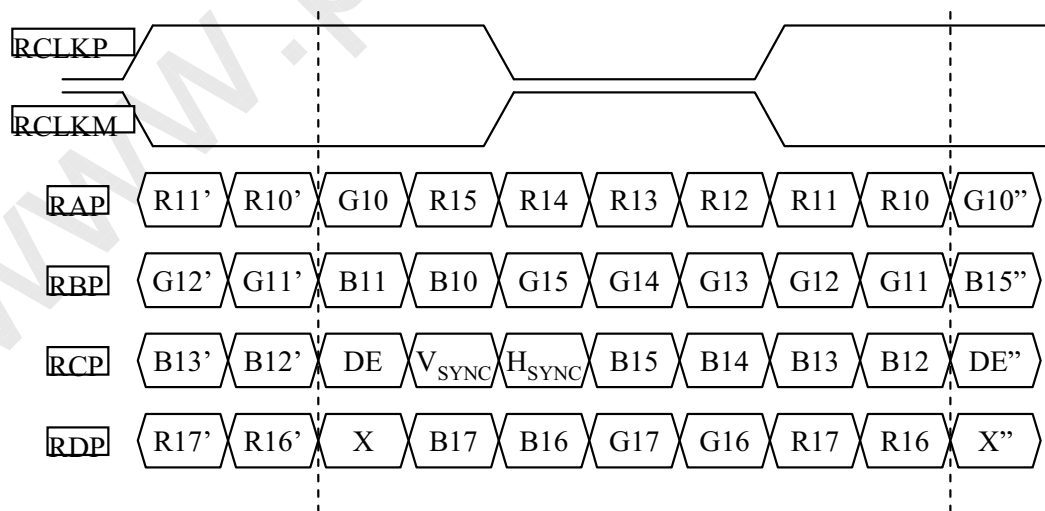 RCLKP
RCLKM
RAP R11’ R10’ G10 R15 R14 R13 R12 R11 R10 G10”
RBP G12’ G11’ B11 B10 G15 G14 G13 G12 G11 B15”
RCP B13’ B12’ DE VSYNC HSYNC B15 B14 B13 B12 DE”
RDP R17’ R16’ X B17 B16 G17 G16 R17 R16 X”
www.p